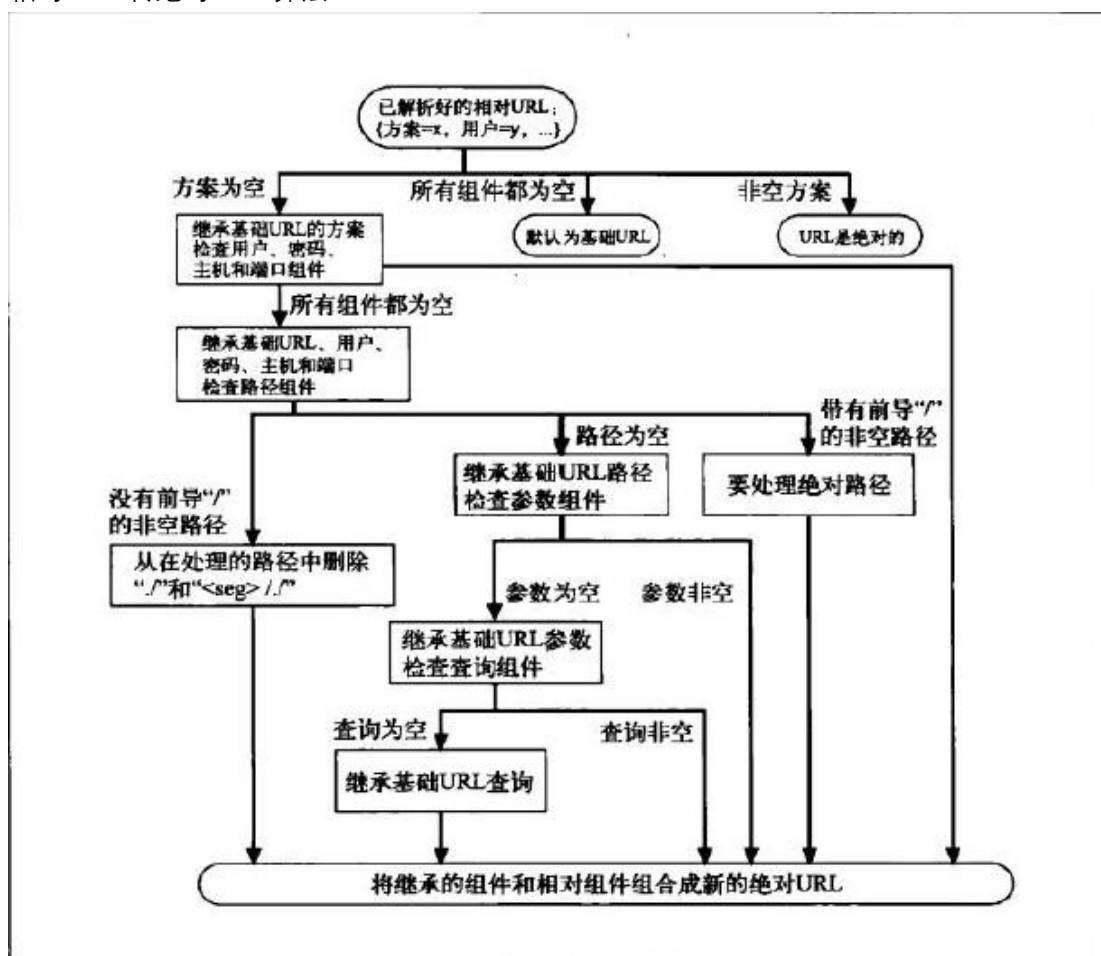 已解析好的相对URL：
{方案=x，用户=y，...}
方案为空
所有组件都为空
非空方案
继承基础URL的方案
检查用户、密码、
主机和端口组件
默认为基础URL
URL是绝对的
所有组件都为空
继承基础URL、用户、
密码、主机和端口
检查路径组件
带有前导“/”
的非空路径
路径为空
继承基础URL路径
检查参数组件
要处理绝对路径
没有前导“/”
的非空路径
从在处理的路径中删除
“./”和“<seg> /./”
参数为空
参数非空
继承基础URL参数
检查查询组件
查询为空
查询非空
继承基础URL查询
将继承的组件和相对组件组合成新的绝对URL